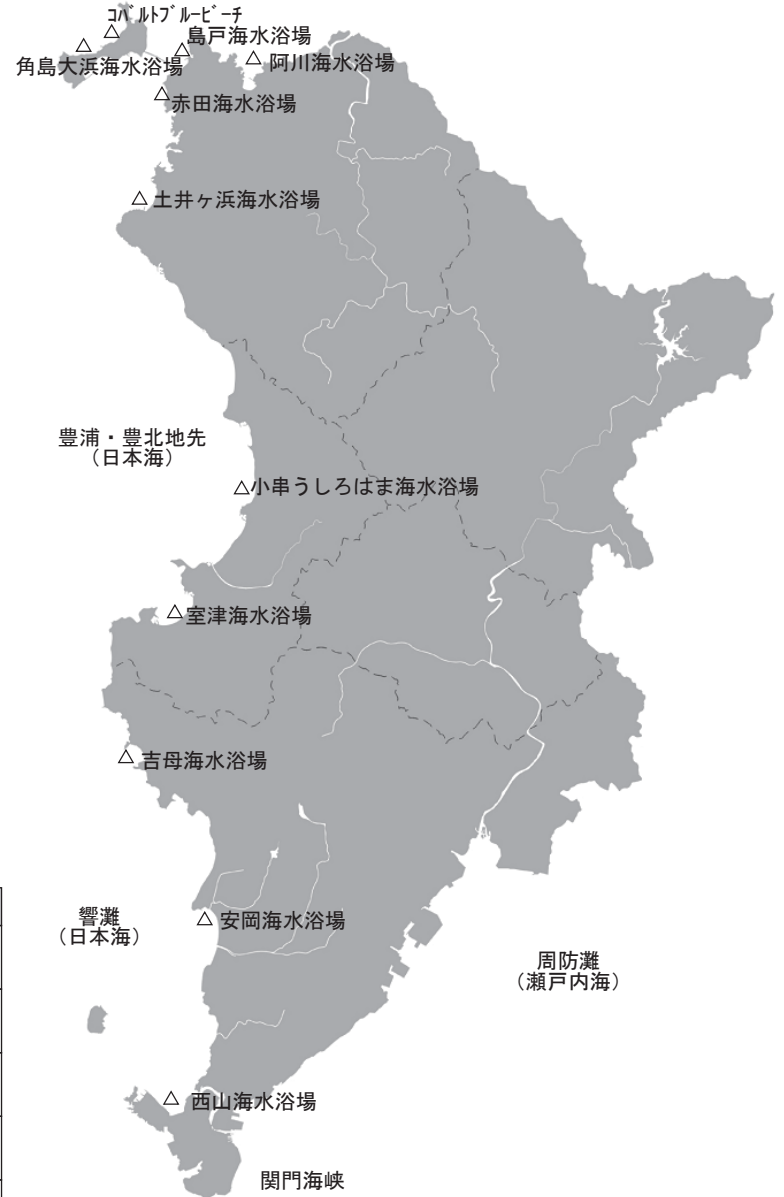 ｺﾊﾞﾙﾄﾌﾞﾙｰﾋﾞｰﾁ
島戸海水浴場
角島大浜海水浴場
阿川海水浴場
赤田海水浴場
土井ヶ浜海水浴場
豊浦・豊北地先
（日本海）
小串うしろはま海水浴場
室津海水浴場
吉母海水浴場
響灘
（日本海）
安岡海水浴場
周防灘
（瀬戸内海）
西山海水浴場
関門海峡